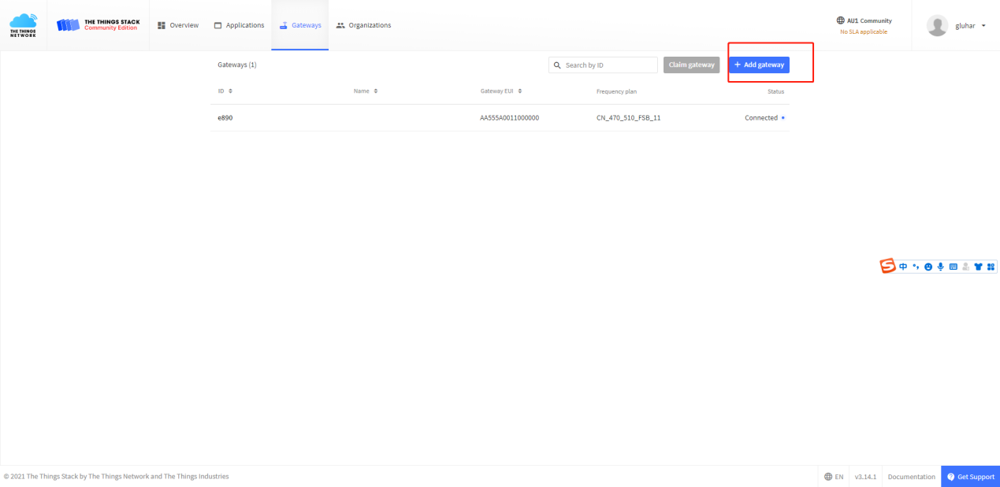 THE THINGS
NETWORK
THE THINGS STACK
Community Edition
Overview
Applications
Gateways
Organizations
AU1 Community
No SLA applicable
gluhar
Gateways (1)
Search by ID
Claim gateway
+ Add gateway
ID Name Gateway EUI Frequency plan Status
e890 AA555A0011000000 CN_470_510_FSB_11 Connected
S 中
© 2021 The Things Stack by The Things Network and The Things Industries
EN
v3.14.1
Documentation
Get Support